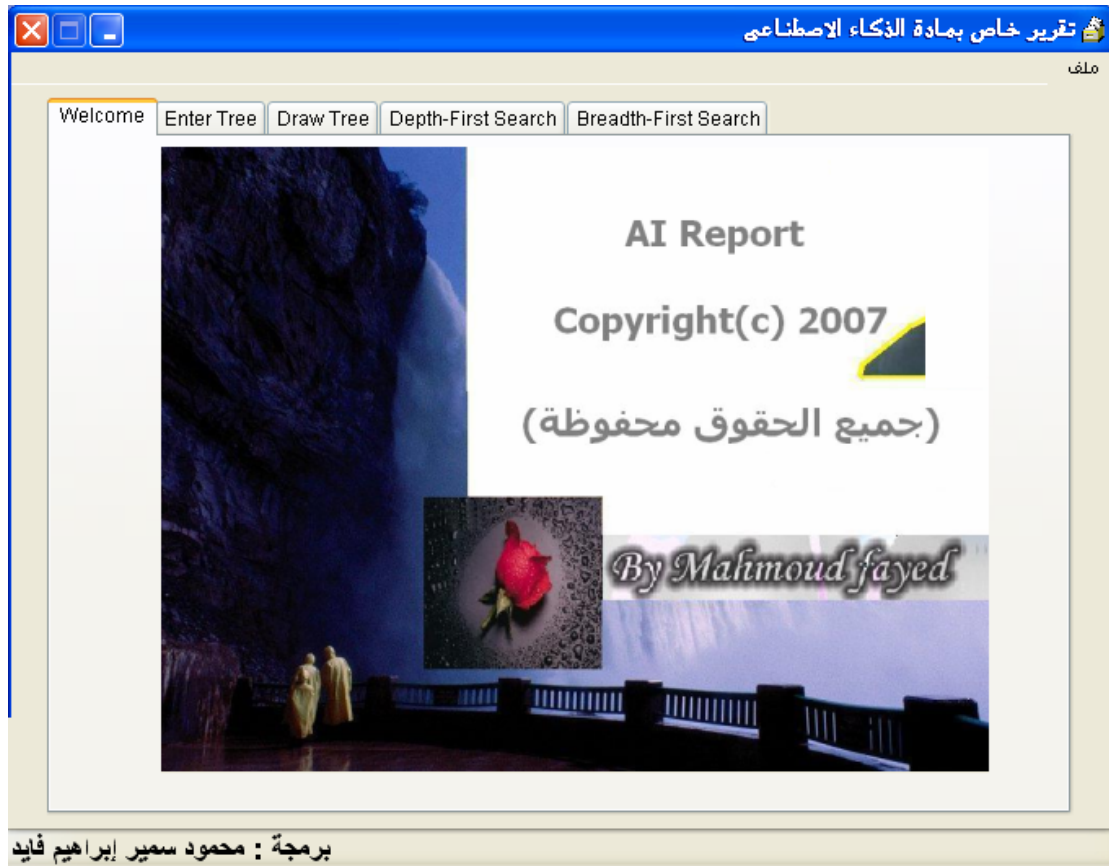 تقرير خاص بمادة الذكاء الاصطناعي
ملف
Welcome
Enter Tree
Draw Tree
Depth-First Search
Breadth-First Search
AI Report
Copyright(c) 2007
(جميع الحقوق محفوظة)
By Mahmoud fayed
برمجة : محمود سمير إبراهيم فايد